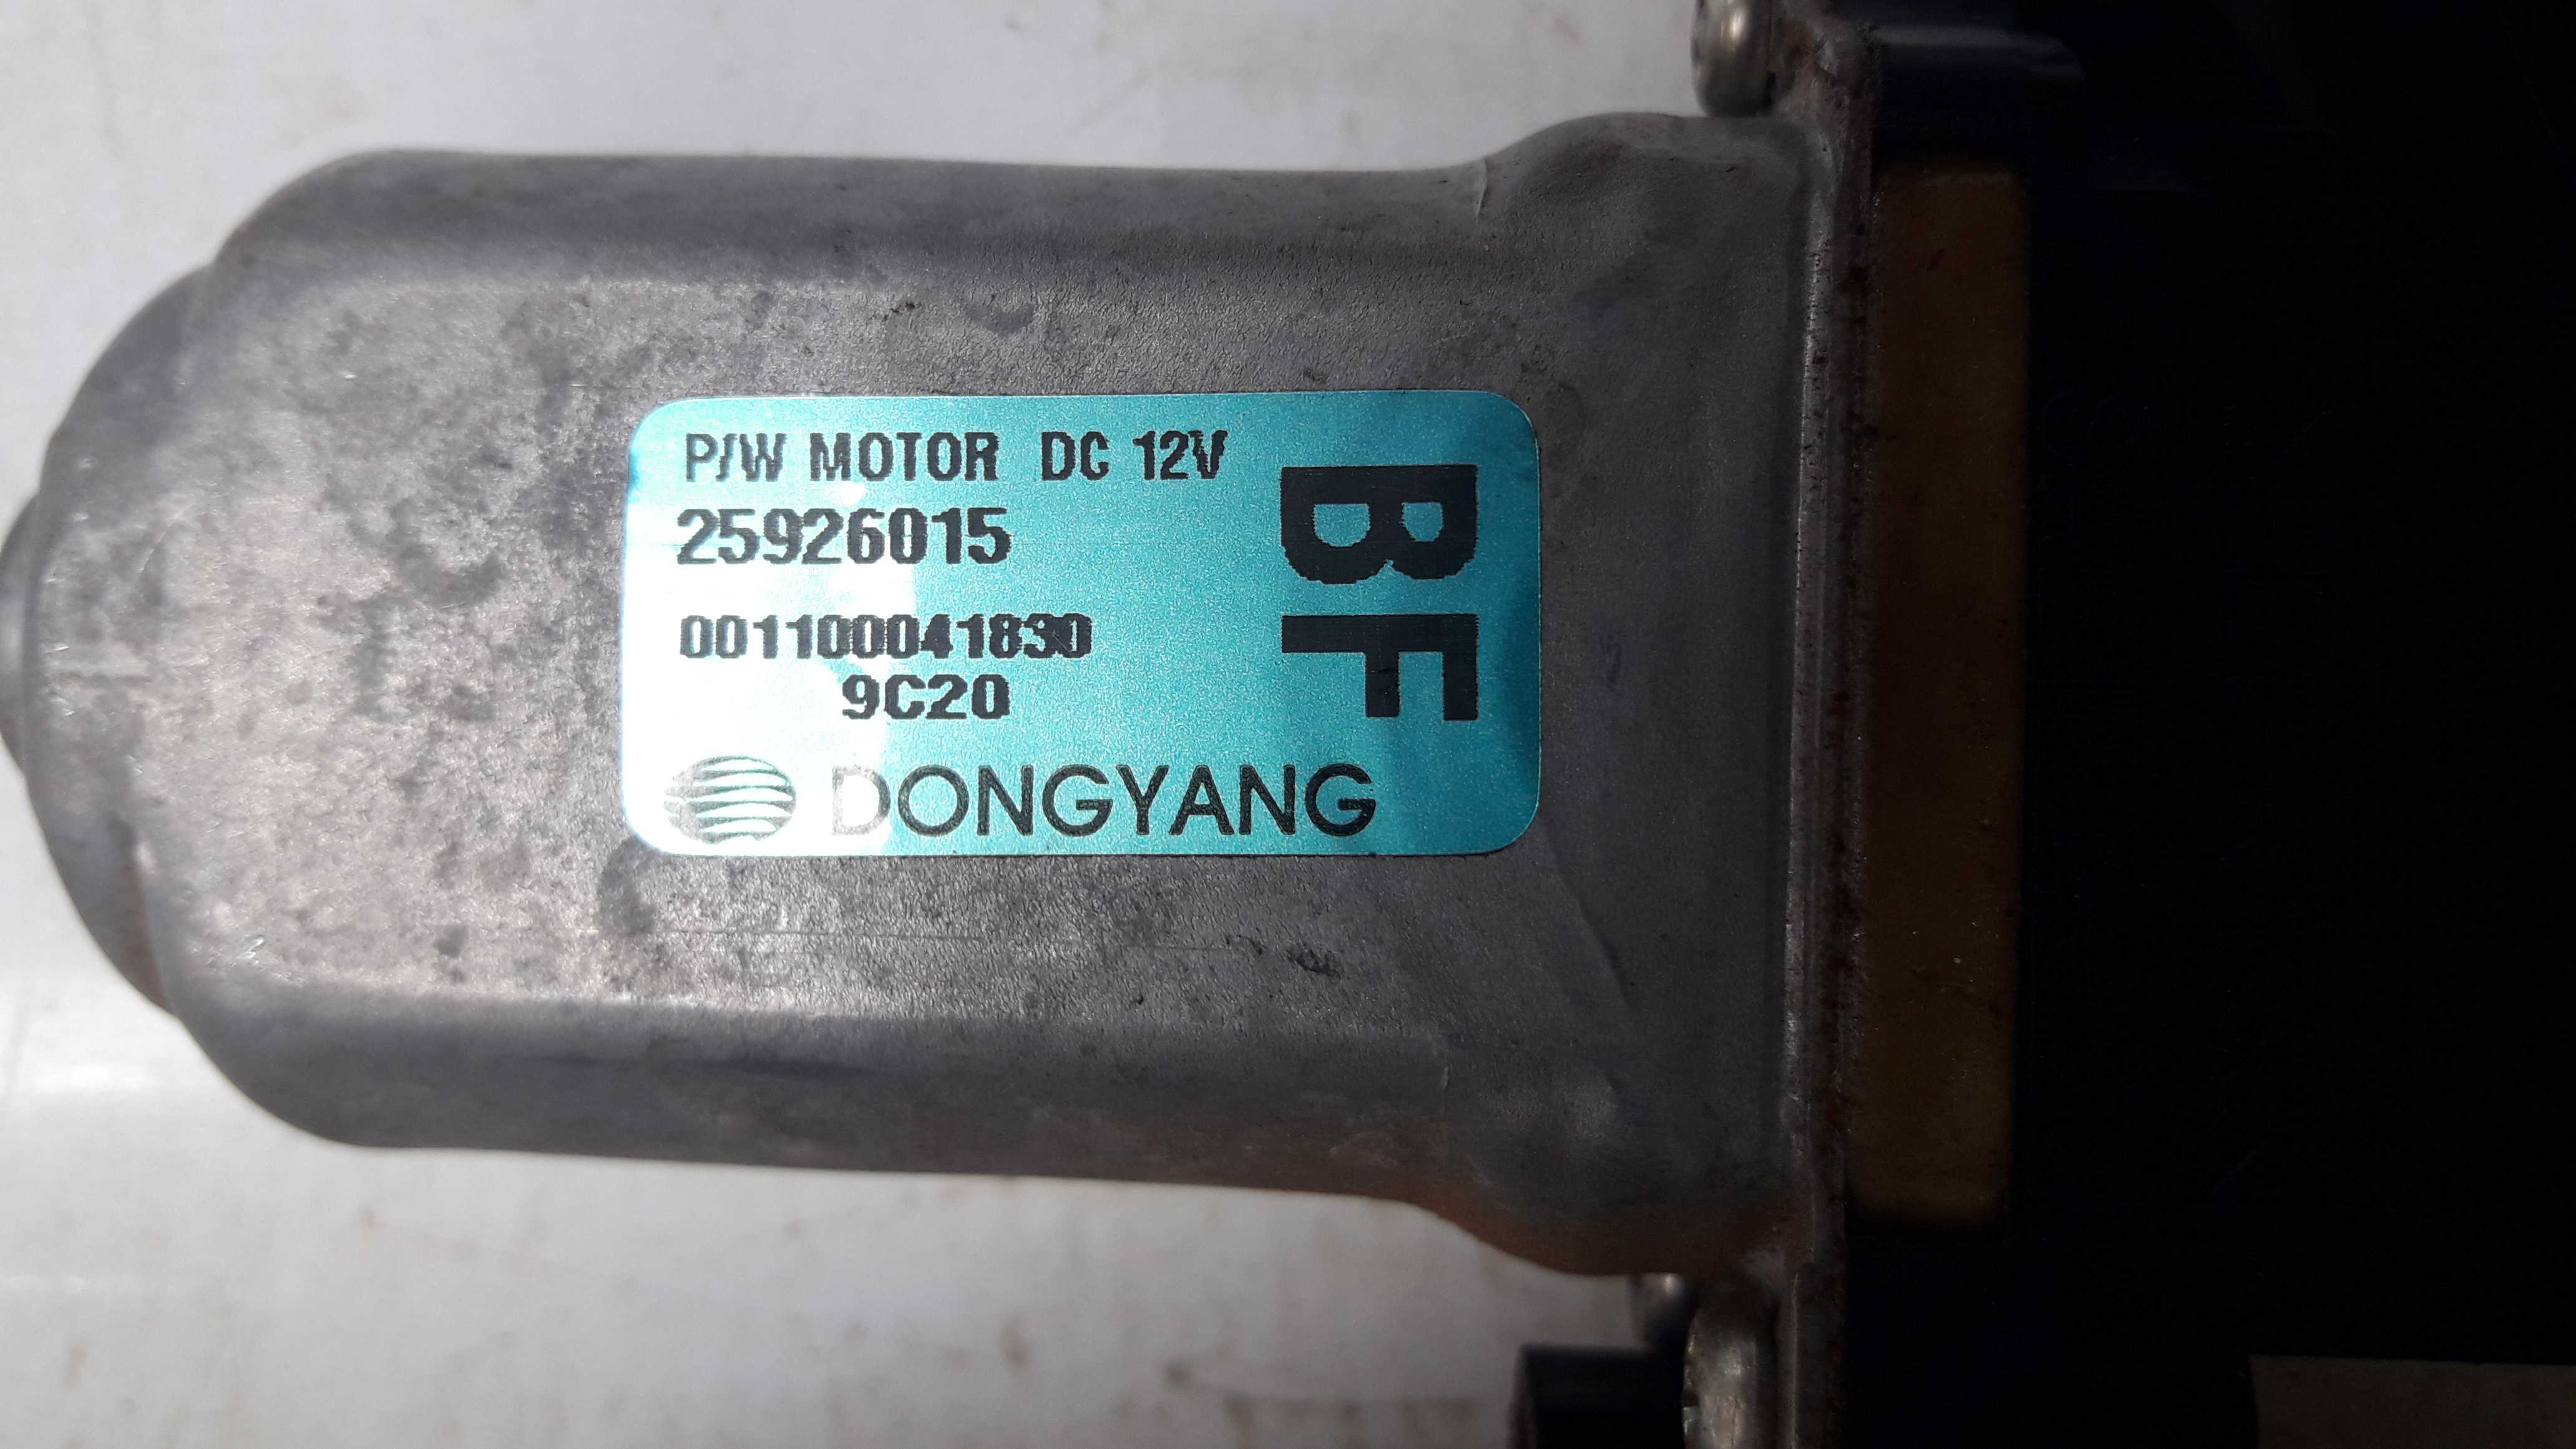 P/W MOTOR DC 12V
25926015
001100041830
9C20
DONGYANG
BF